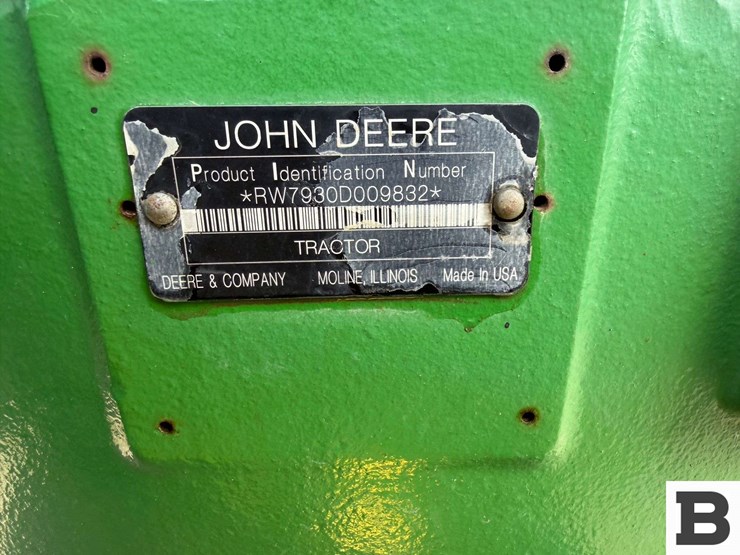 JOHN DEERE
Product Identification Number
*RW7930D009832*
TRACTOR
DEERE & COMPANY MOLINE, ILLINOIS Made In USA
B